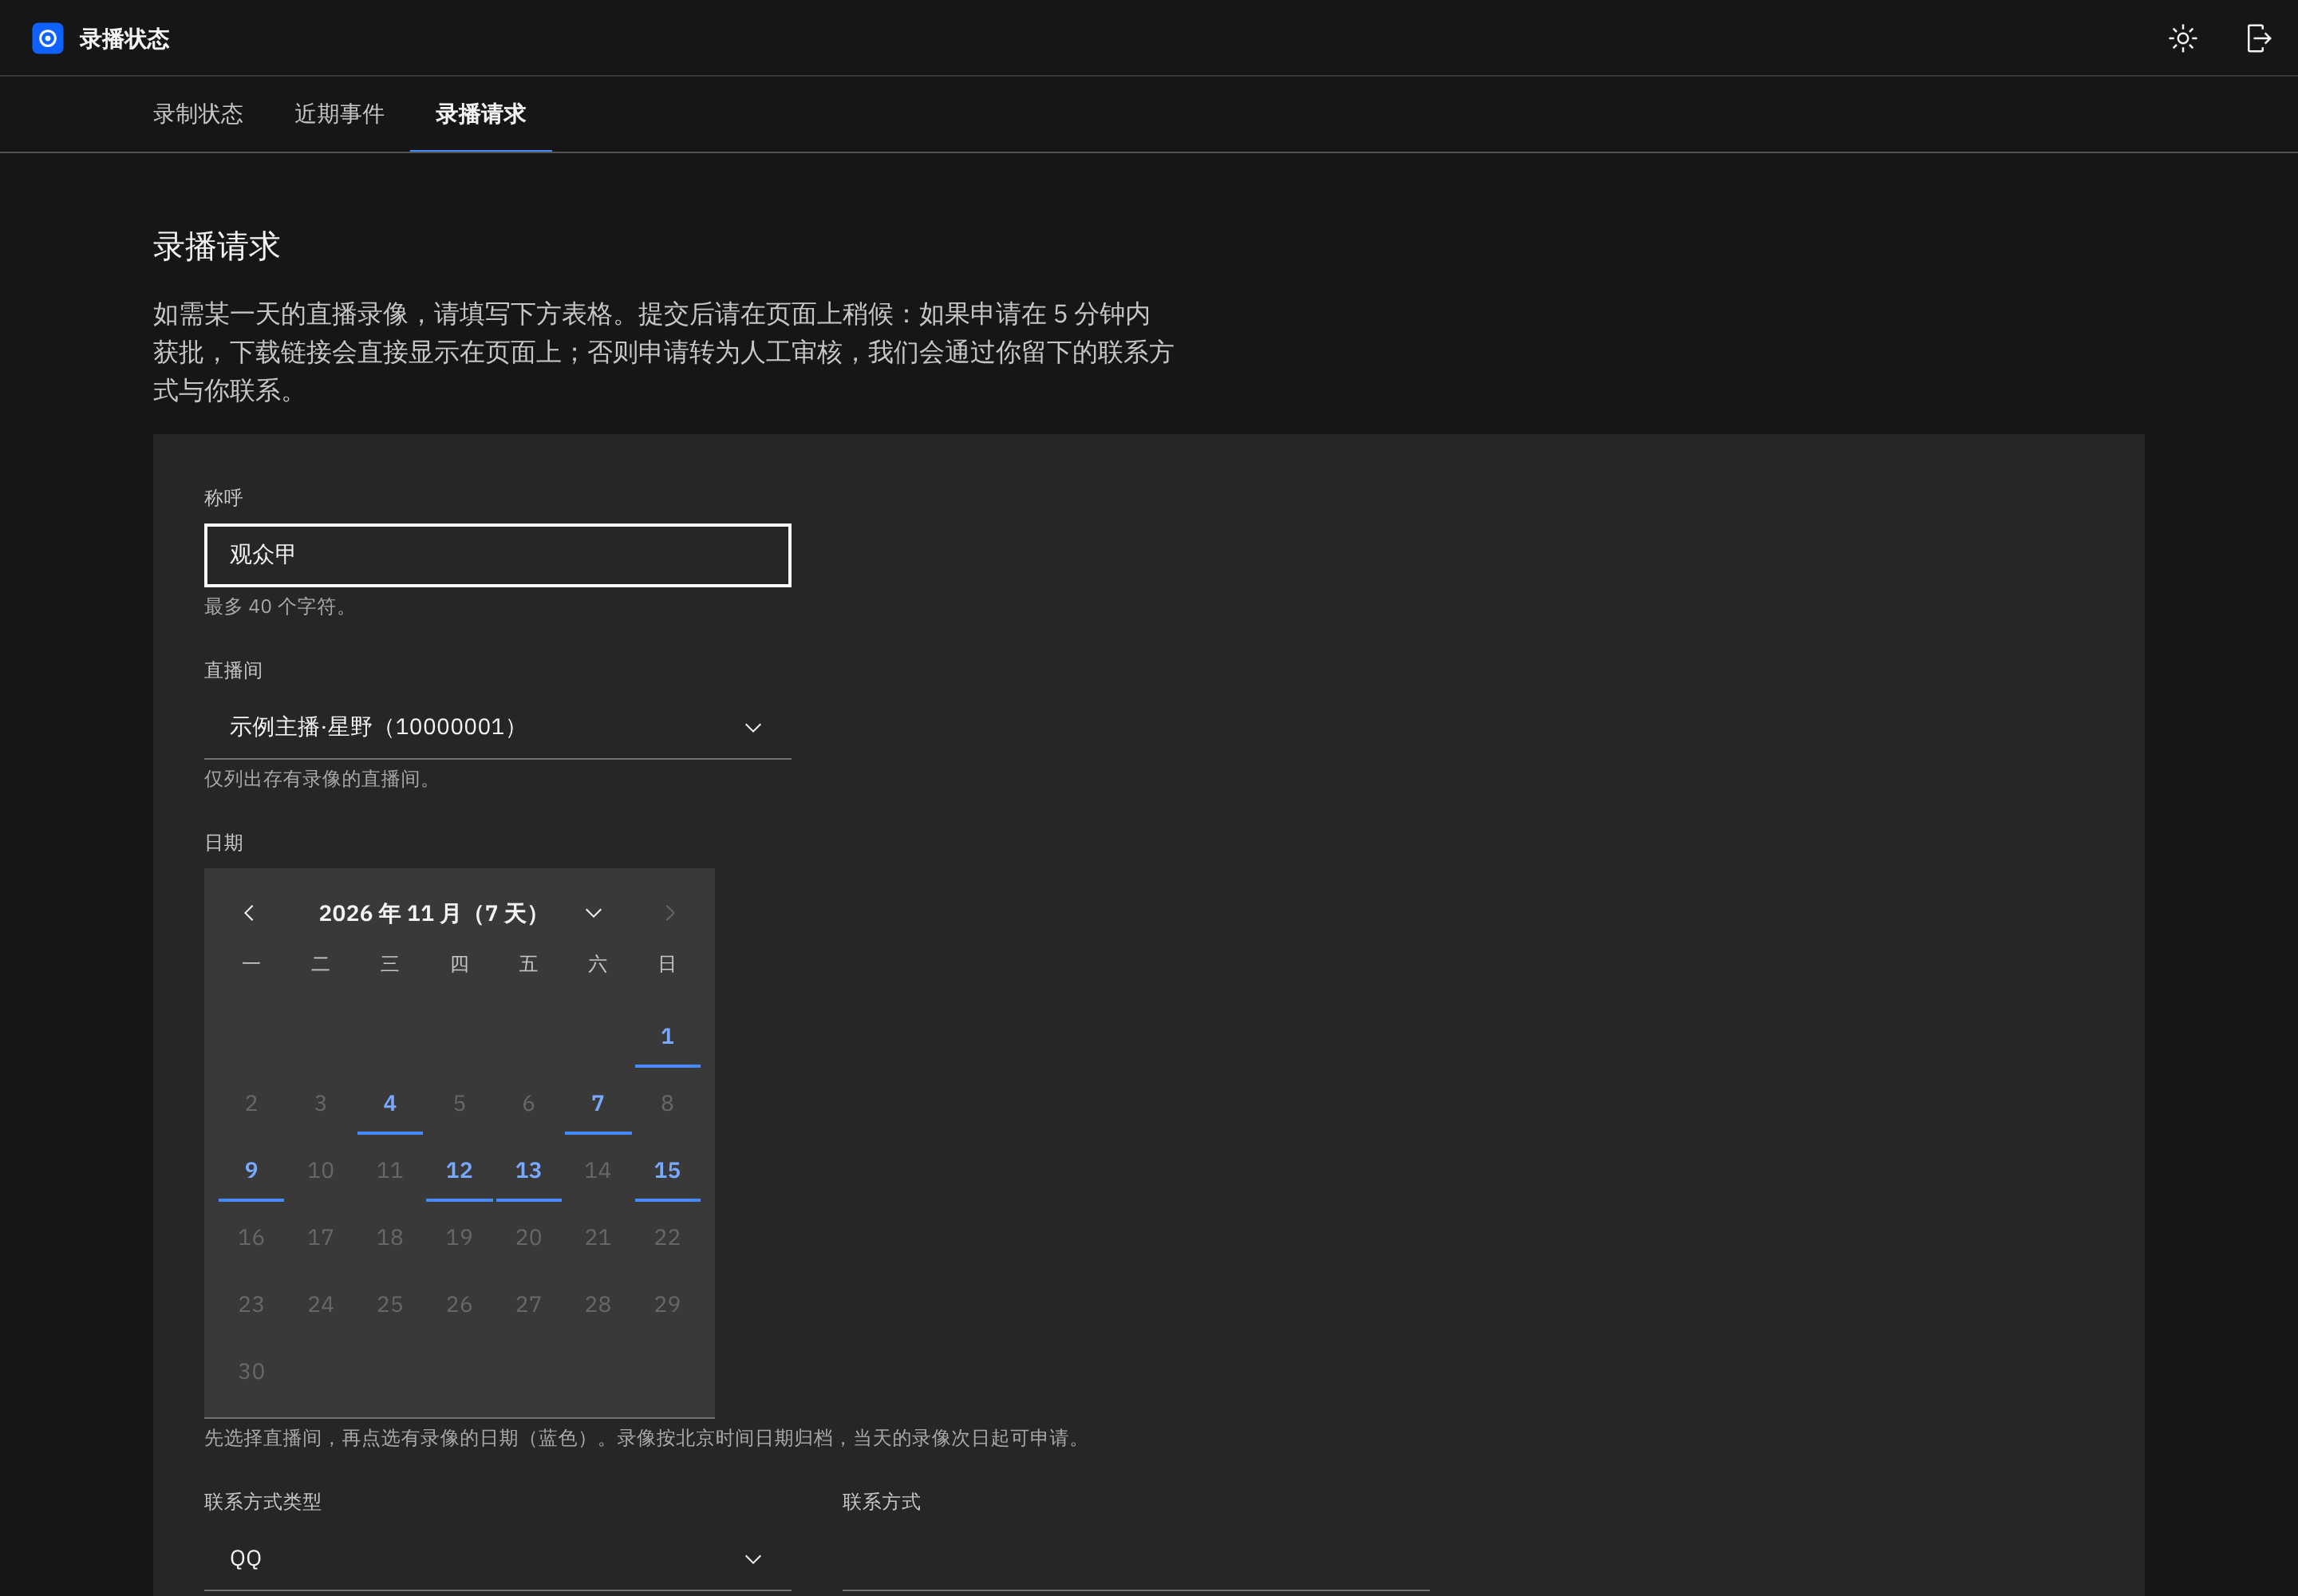 录播状态
录制状态 近期事件 录播请求
录播请求
如需某一天的直播录像，请填写下方表格。提交后请在页面上稍候：如果申请在 5 分钟内
获批，下载链接会直接显示在页面上；否则申请转为人工审核，我们会通过你留下的联系方
式与你联系。
称呼
观众甲
最多 40 个字符。
直播间
示例主播·星野（10000001）
仅列出存有录像的直播间。
日期
2026 年 11 月（7 天）
一 二 三 四 五 六 日
1
2 3 4 5 6 7 8
9 10 11 12 13 14 15
16 17 18 19 20 21 22
23 24 25 26 27 28 29
30
先选择直播间，再点选有录像的日期（蓝色）。录像按北京时间日期归档，当天的录像次日起可申请。
联系方式类型 联系方式
QQ